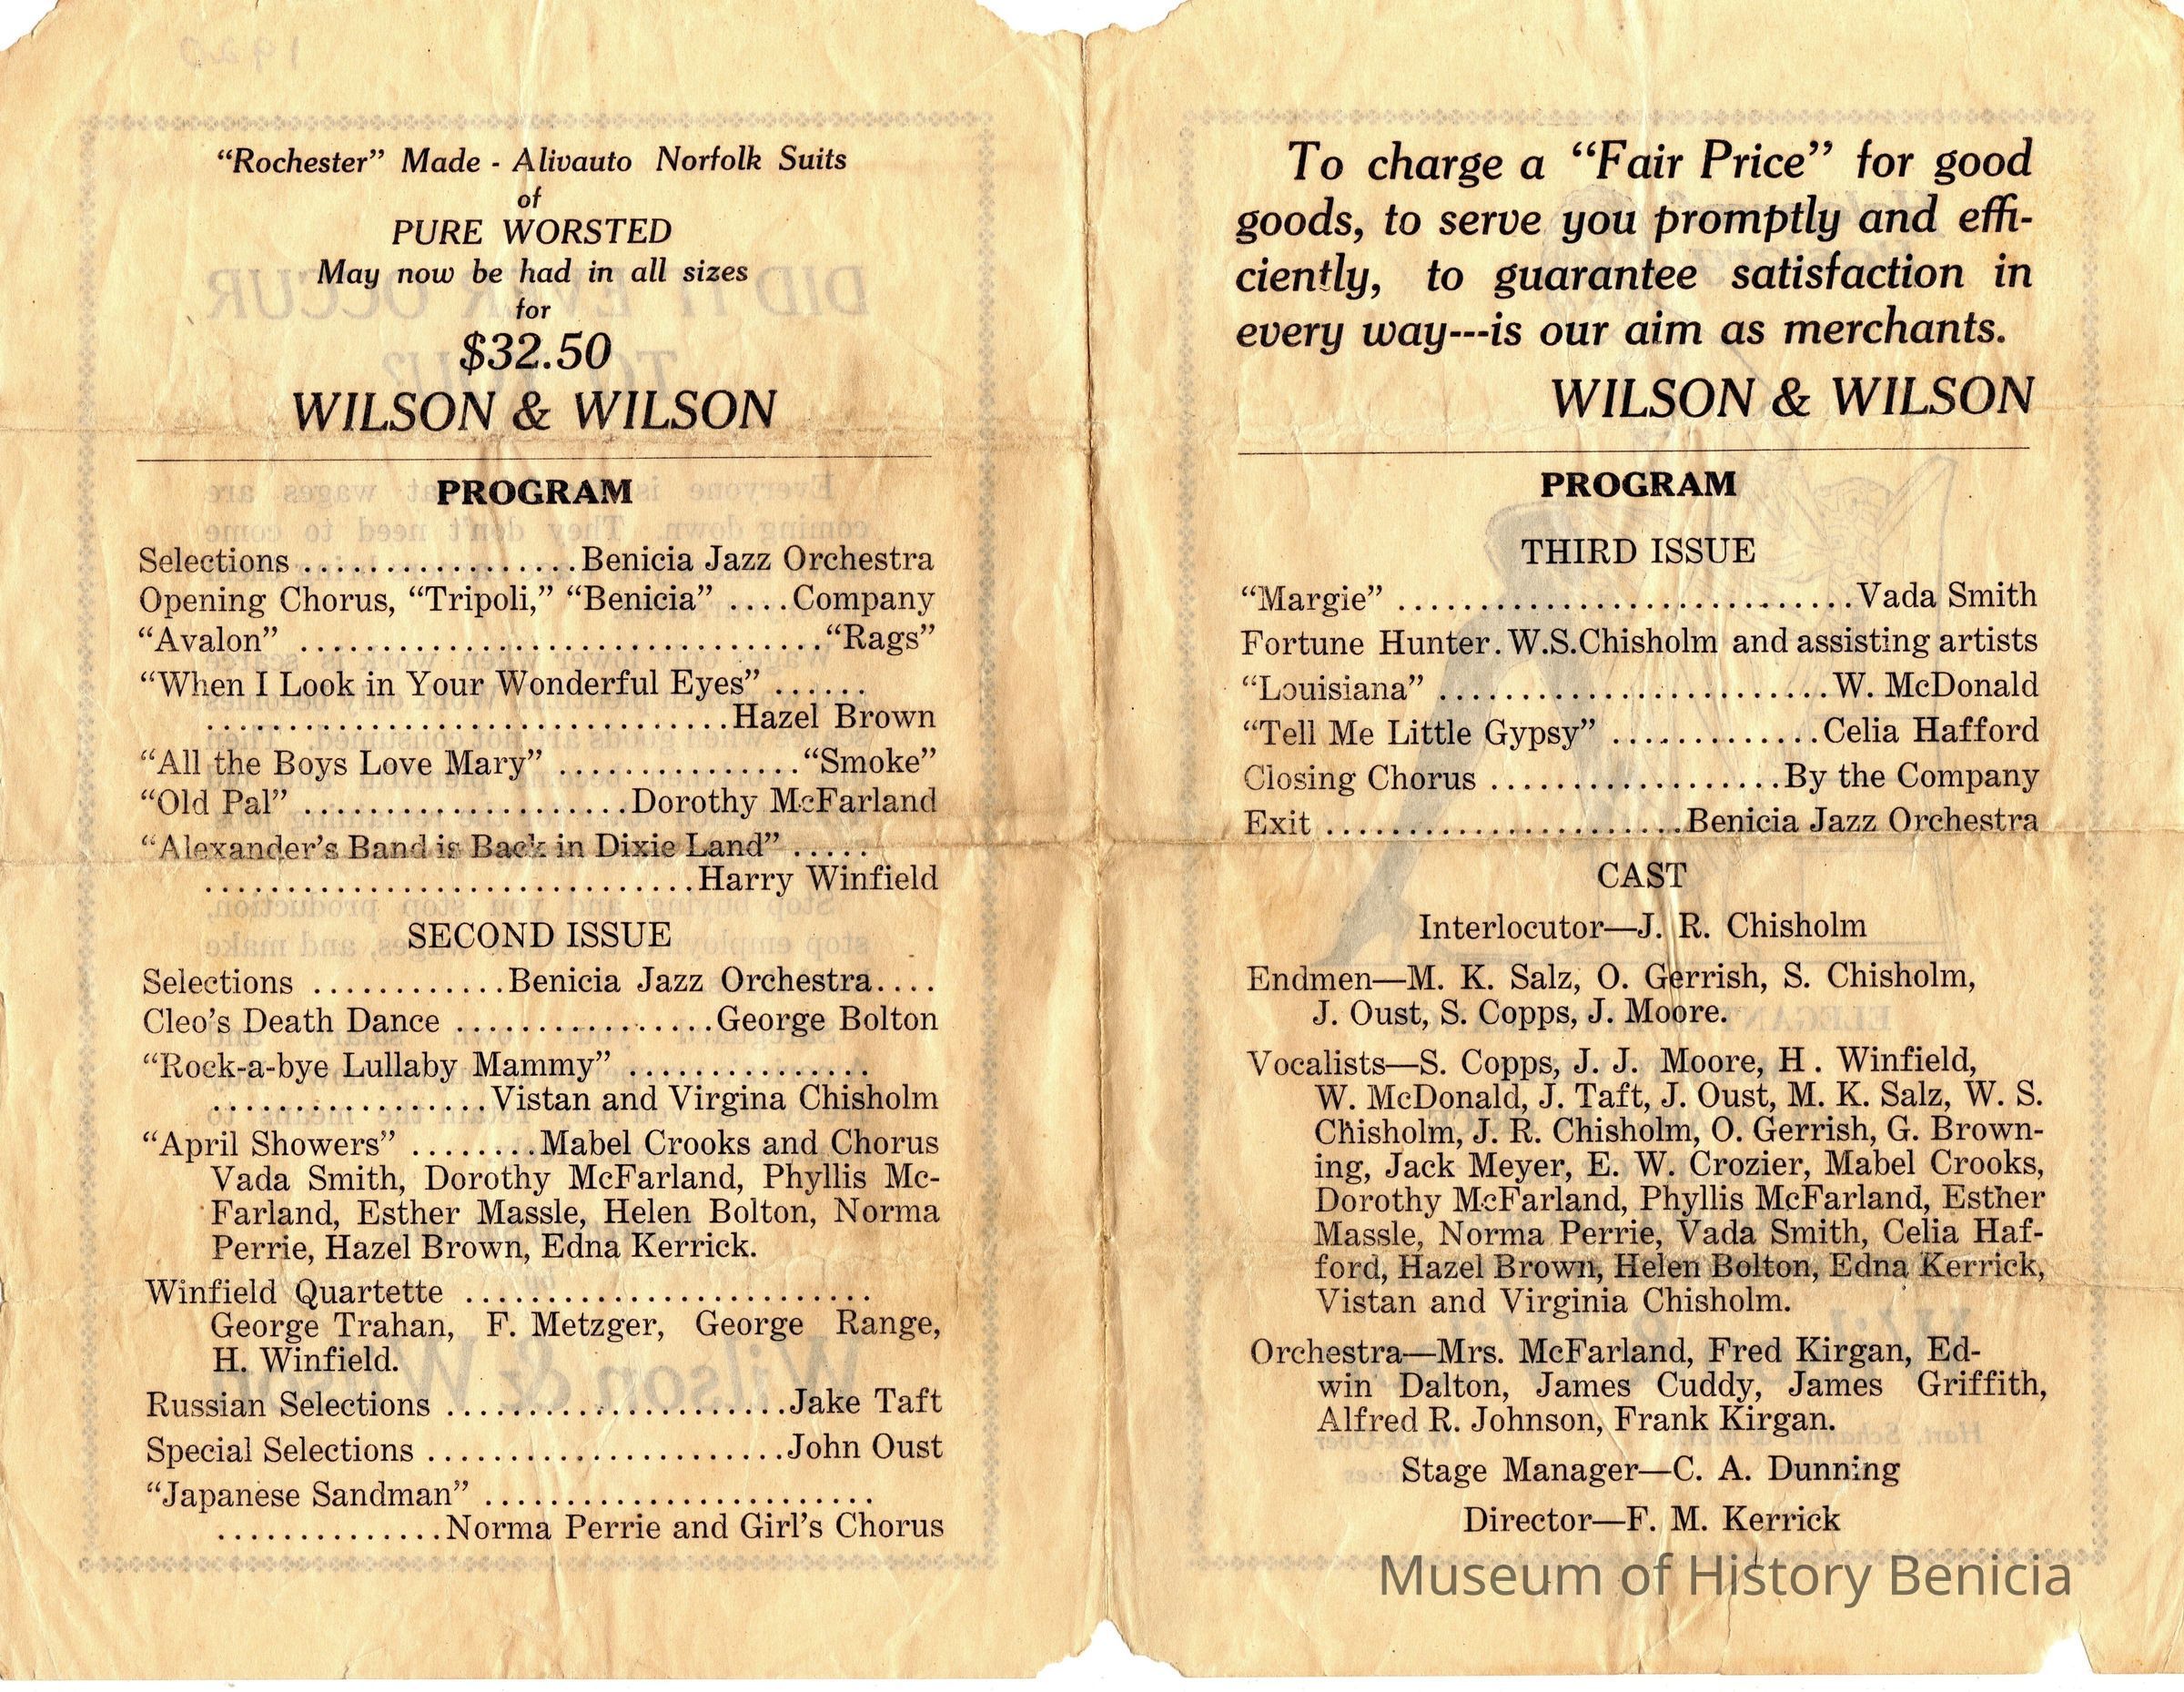 1920
"Rochester" Made - Alivauto Norfolk Suits
of
PURE WORSTED
May now be had in all sizes
for
$32.50
WILSON & WILSON
PROGRAM
Selections .................Benicia Jazz Orchestra
Opening Chorus, "Tripoli," "Benicia" ....Company
"Avalon" ................................"Rags"
"When I Look in Your Wonderful Eyes" ......
................................Hazel Brown
"All the Boys Love Mary" ..............."Smoke"
"Old Pal" ....................Dorothy McFarland
"Alexander's Band is Back in Dixie Land" .....
..............................Harry Winfield
SECOND ISSUE
Selections ............Benicia Jazz Orchestra....
Cleo's Death Dance ................George Bolton
"Rock-a-bye Lullaby Mammy" ...............
.................Vistan and Virgina Chisholm
"April Showers" ........Mabel Crooks and Chorus
Vada Smith, Dorothy McFarland, Phyllis Mc-
Farland, Esther Massle, Helen Bolton, Norma
Perrie, Hazel Brown, Edna Kerrick.
Winfield Quartette .........................
George Trahan, F. Metzger, George Range,
H. Winfield.
Russian Selections .....................Jake Taft
Special Selections ......................John Oust
"Japanese Sandman" ........................
..............Norma Perrie and Girl's Chorus
To charge a "Fair Price" for good
goods, to serve you promptly and effi-
ciently, to guarantee satisfaction in
every way---is our aim as merchants.
WILSON & WILSON
PROGRAM
THIRD ISSUE
"Margie" ............................Vada Smith
Fortune Hunter. W.S.Chisholm and assisting artists
"Louisiana" ........................W. McDonald
"Tell Me Little Gypsy" .............Celia Hafford
Closing Chorus ..................By the Company
Exit ......................Benicia Jazz Orchestra
CAST
Interlocutor—J. R. Chisholm
Endmen—M. K. Salz, O. Gerrish, S. Chisholm,
J. Oust, S. Copps, J. Moore.
Vocalists—S. Copps, J. J. Moore, H . Winfield,
W. McDonald, J. Taft, J. Oust, M. K. Salz, W. S.
Chisholm, J. R. Chisholm, O. Gerrish, G. Brown-
ing, Jack Meyer, E. W. Crozier, Mabel Crooks,
Dorothy McFarland, Phyllis McFarland, Esther
Massle, Norma Perrie, Vada Smith, Celia Haf-
ford, Hazel Brown, Helen Bolton, Edna Kerrick,
Vistan and Virginia Chisholm.
Orchestra—Mrs. McFarland, Fred Kirgan, Ed-
win Dalton, James Cuddy, James Griffith,
Alfred R. Johnson, Frank Kirgan.
Stage Manager—C. A. Dunning
Director—F. M. Kerrick
Museum of History Benicia